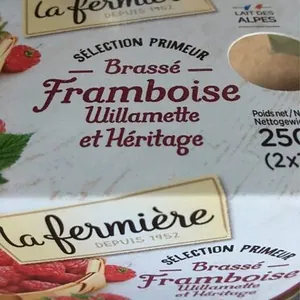 la fermière
DEPUIS 1952
LAIT DES
ALPES
SÉLECTION PRIMEUR
Brassé
Framboise
Willamette
et Héritage
Poids net/
Nettogewi
250
(2x
la fermière
DEPUIS 1952
SÉLECTION PRIMEUR
Brassé
Framboise
Willamette
et Héritage